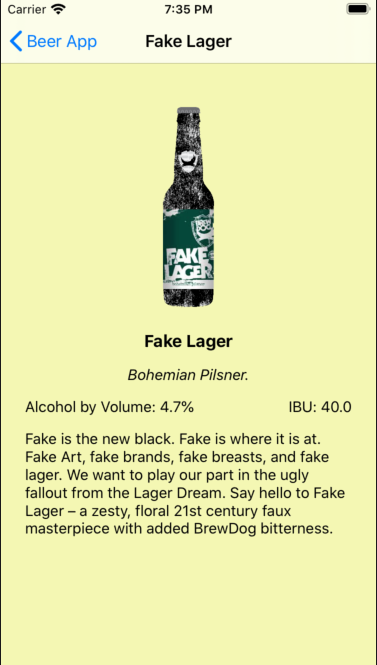 Carrier 7:35 PM
Beer App Fake Lager
BREW
DOG
FAKE
LAGER
Fake Lager
Bohemian Pilsner.
Alcohol by Volume: 4.7% IBU: 40.0
Fake is the new black. Fake is where it is at.
Fake Art, fake brands, fake breasts, and fake
lager. We want to play our part in the ugly
fallout from the Lager Dream. Say hello to Fake
Lager – a zesty, floral 21st century faux
masterpiece with added BrewDog bitterness.